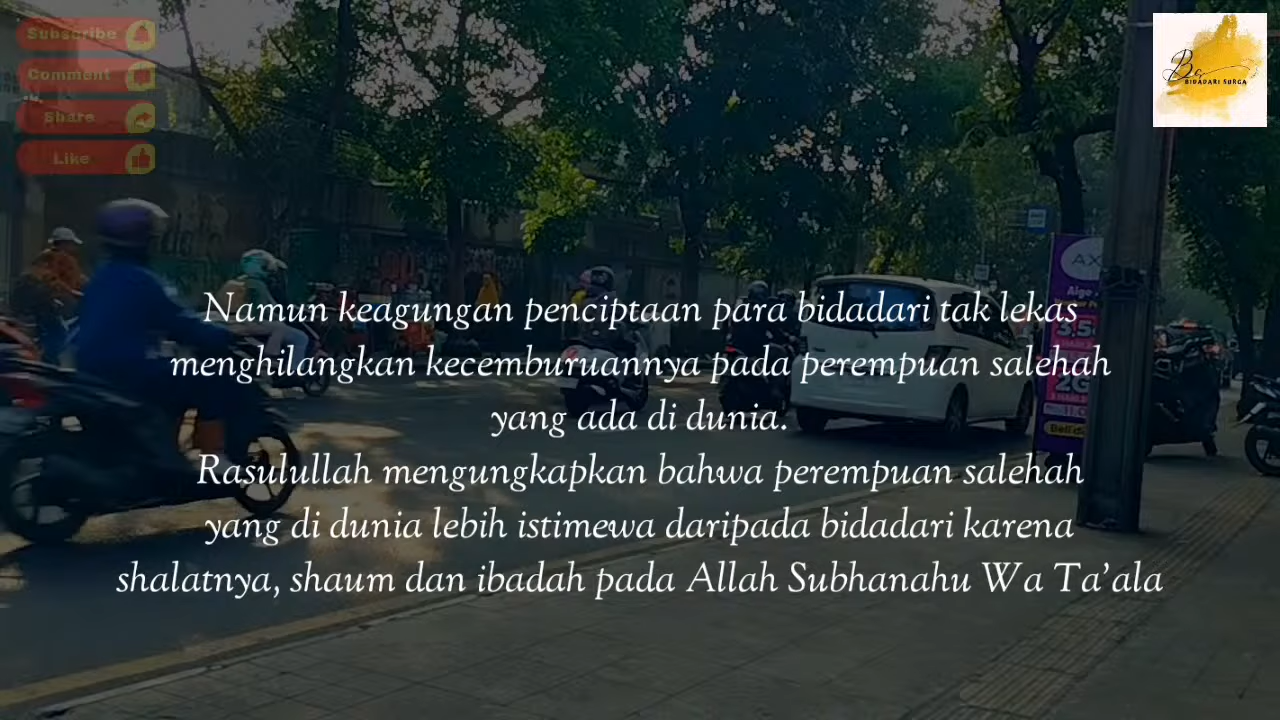 Subscribe
Comment
Share
Like
BIDADARI SURGA
Namun keagungan penciptaan para bidadari tak lekas
menghilangkan kecemburuannya pada perempuan salehah
yang ada di dunia.
Rasulullah mengungkapkan bahwa perempuan salehah
yang di dunia lebih istimewa daripada bidadari karena
shalatnya, shaum dan ibadah pada Allah Subhanahu Wa Ta'ala